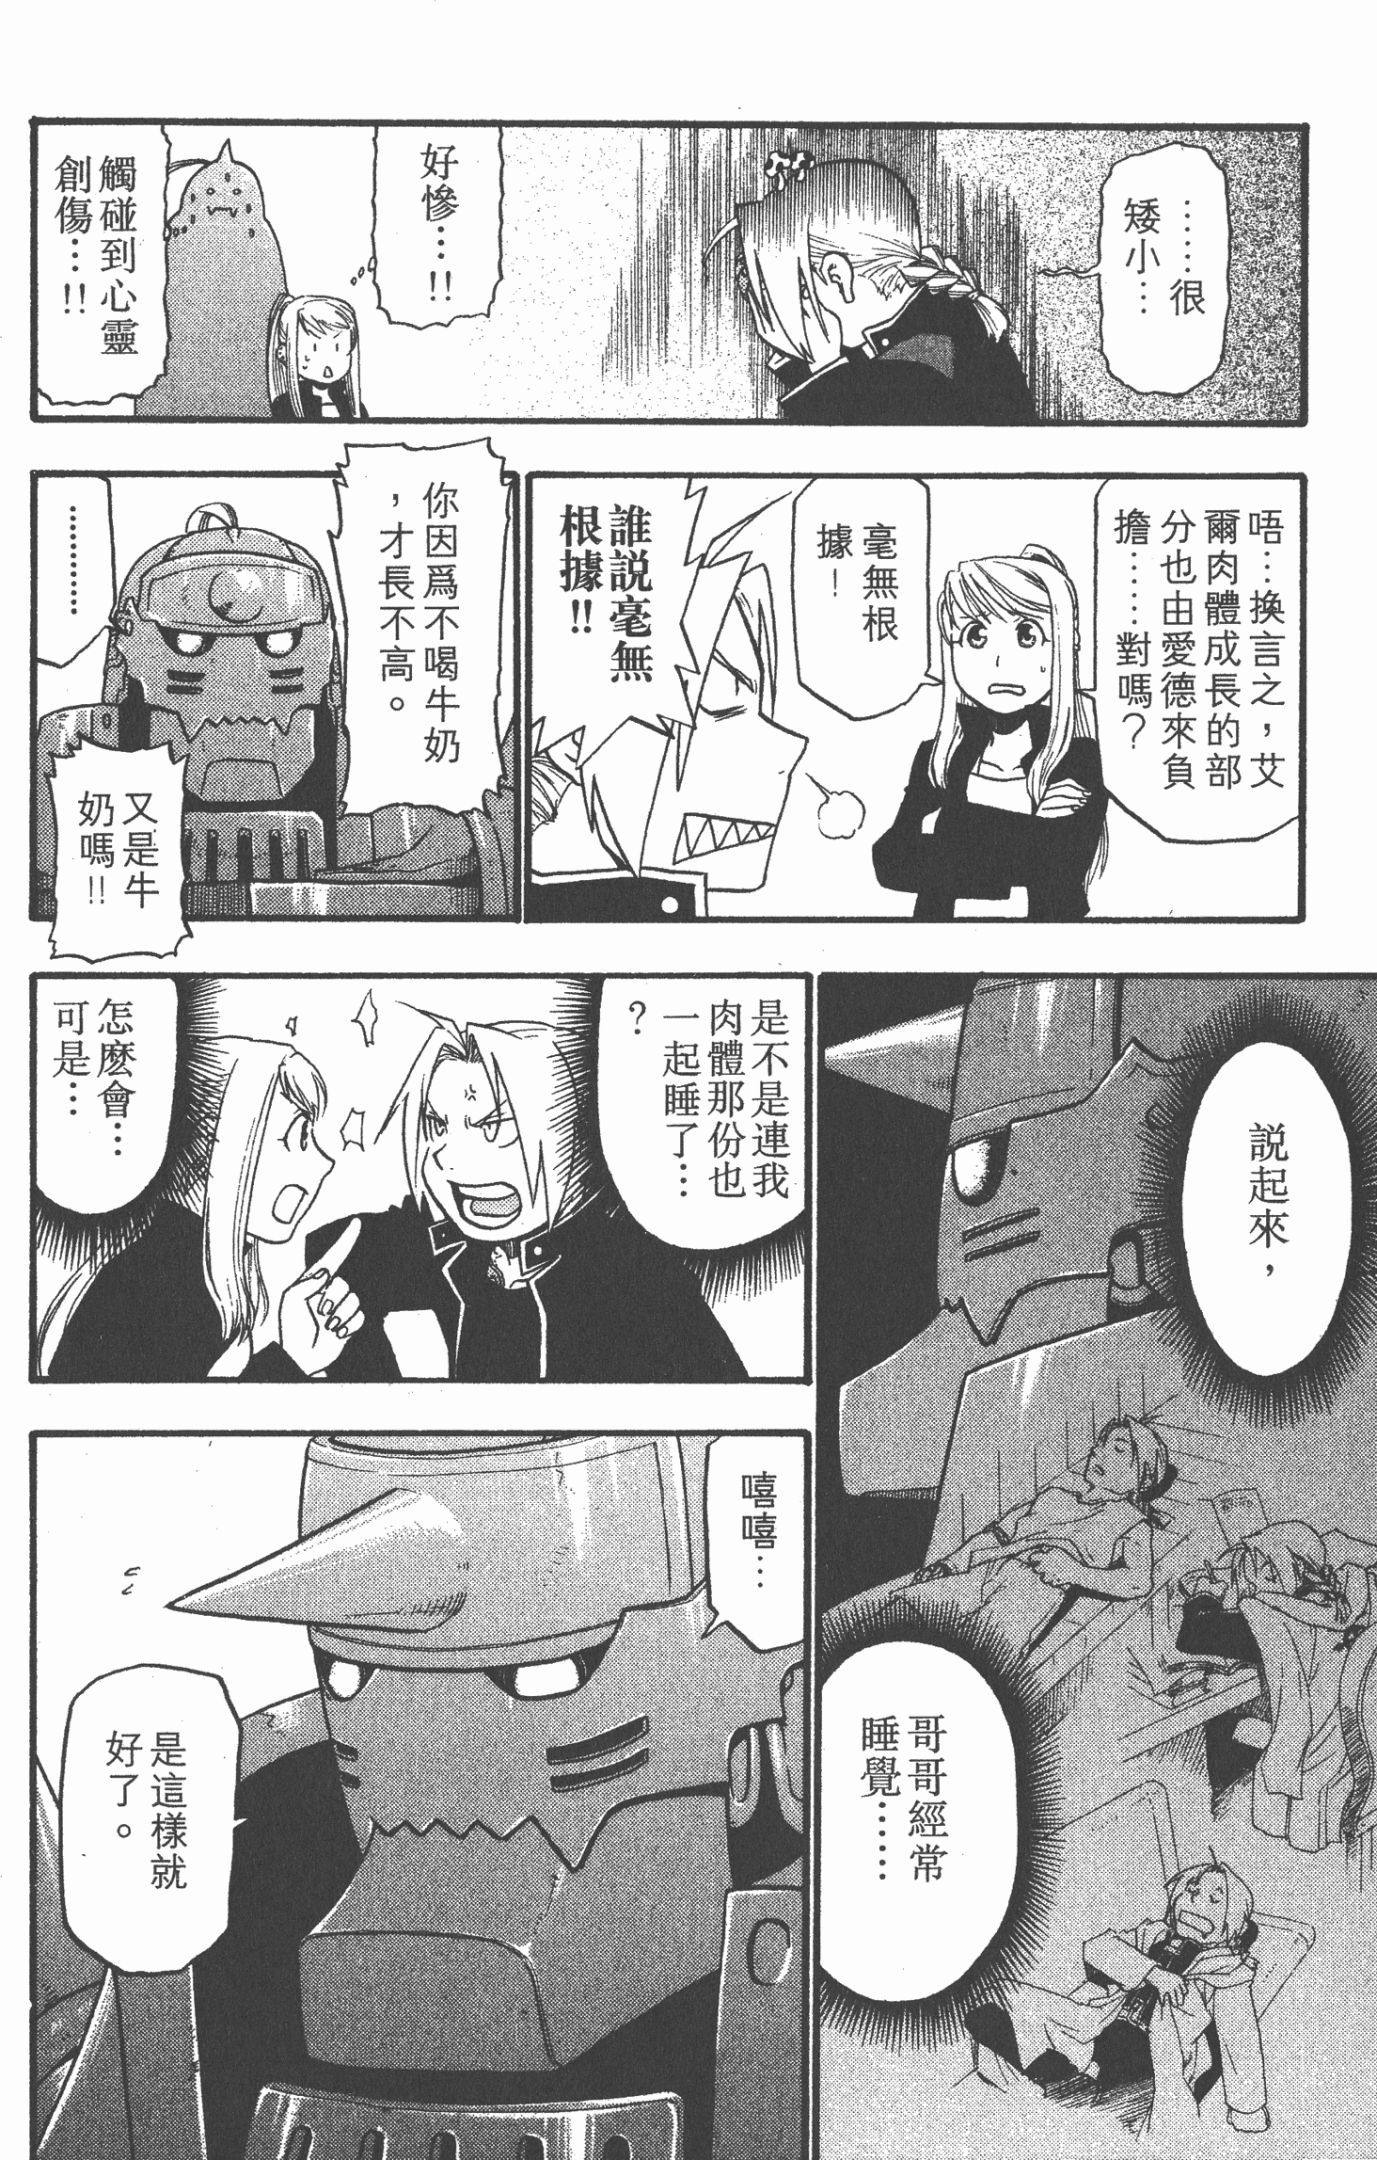 ……很
矮小…
好慘…!!
觸碰到心靈
創傷…!!
唔…換言之，艾
爾肉體成長的部
分也由愛德來負
擔……對嗎？
毫無根
據！
誰説毫無
根據!!
你因爲不喝牛奶
，才長不高。
………
又是牛
奶嗎!!
説起來，
哥哥經常
睡覺……
是不是連我
肉體那份也
一起睡了…
？
怎麼會…
可是…
嘻嘻…
是這樣就
好了。